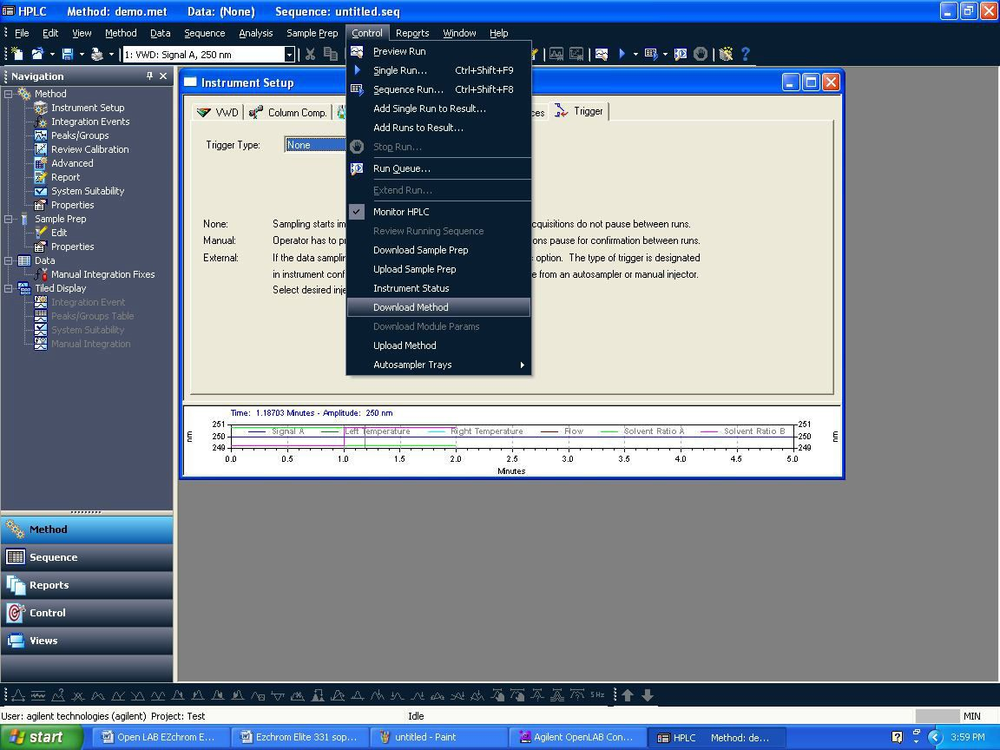 HPLC Method: demo.met Data: (None) Sequence: untitled.seq
File Edit View Method Data Sequence Analysis Sample Prep Control Reports Window Help
1: VWD: Signal A, 250 nm
Navigation
Method
Instrument Setup
Integration Events
Peaks/Groups
Review Calibration
Advanced
Report
System Suitability
Properties
Sample Prep
Edit
Properties
Data
Manual Integration Fixes
Tiled Display
Integration Event
Peaks/Groups Table
System Suitability
Manual Integration
Method
Sequence
Reports
Control
Views
Preview Run
Single Run... Ctrl+Shift+F9
Sequence Run... Ctrl+Shift+F8
Add Single Run to Result...
Add Runs to Result...
Stop Run...
Run Queue...
Extend Run...
Monitor HPLC
Review Running Sequence
Download Sample Prep
Upload Sample Prep
Instrument Status
Download Method
Download Module Params
Upload Method
Autosampler Trays
Instrument Setup
VWD Column Comp. ces Trigger
Trigger Type: None
None: Sampling starts im cquisitions do not pause between runs.
Manual: Operator has to pr ons pause for confirmation between runs.
External: If the data samplin option. The type of trigger is designated
in instrument conf e from an autosampler or manual injector.
Select desired inje
Time: 1.18703 Minutes - Amplitude: 250 nm
251 Signal A Left Temperature Right Temperature Flow Solvent Ratio A Solvent Ratio B 251
nm 250 250 nm
249 249
0.0 0.5 1.0 1.5 2.0 2.5 3.0 3.5 4.0 4.5 5.0
Minutes
5Hz
User: agilent technologies (agilent) Project: Test Idle MIN
start Open LAB EZchrom E... Ezchrom Elite 331 sop... untitled - Paint Agilent OpenLAB Con... HPLC Method: de... 3:59 PM